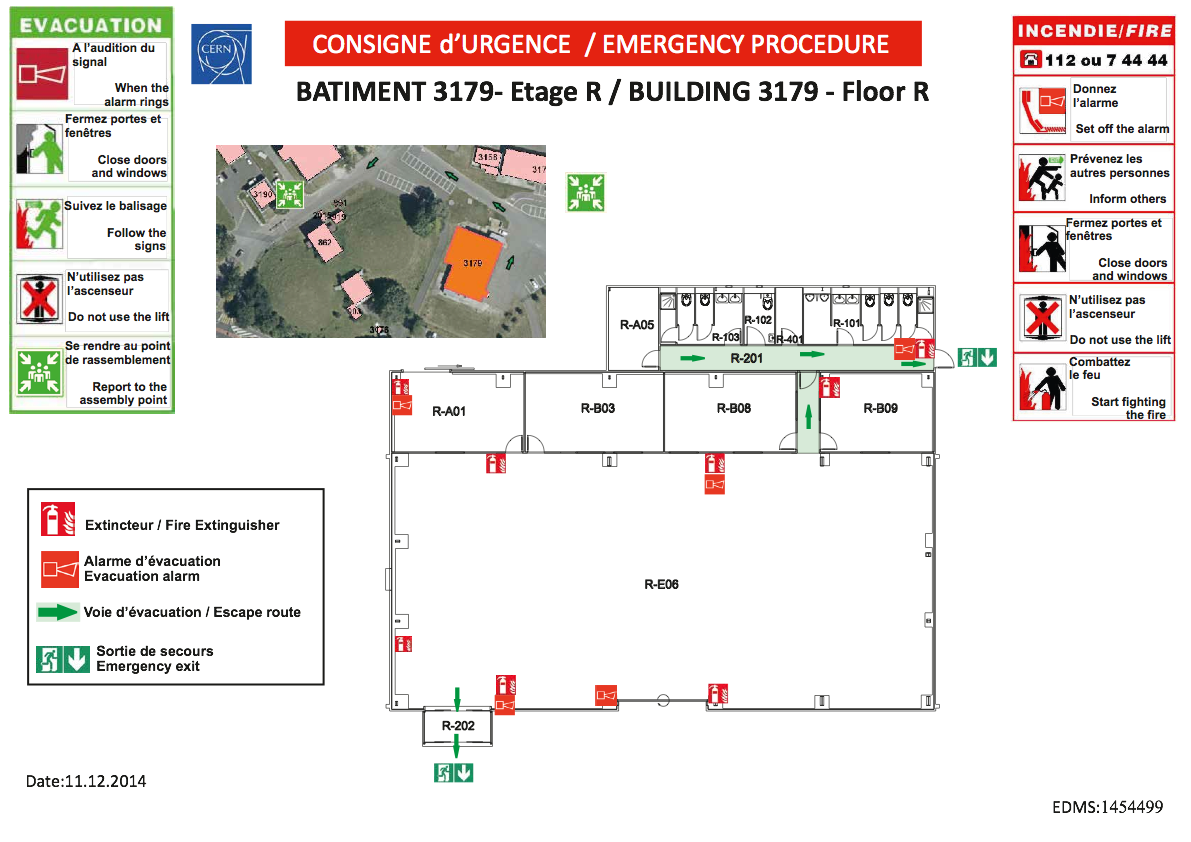 EVACUATION
A l'audition du
signal
When the
alarm rings
Fermez portes et
fenêtres
Close doors
and windows
Suivez le balisage
Follow the
signs
N'utilisez pas
l'ascenseur
Do not use the lift
Se rendre au point
de rassemblement
Report to the
assembly point
CERN
CONSIGNE d'URGENCE / EMERGENCY PROCEDURE
BATIMENT 3179- Etage R / BUILDING 3179 - Floor R
3158
317
3190
862
3179
INCENDIE/FIRE
112 ou 7 44 44
Donnez
l'alarme
Set off the alarm
Prévenez les
autres personnes
Inform others
Fermez portes et
fenêtres
Close doors
and windows
N'utilisez pas
l'ascenseur
Do not use the lift
Combattez
le feu
Start fighting
the fire
R-A05
R-103
R-102
R-401
R-101
R-201
R-A01
R-B03
R-B08
R-B09
R-E06
R-202
Extincteur / Fire Extinguisher
Alarme d'évacuation
Evacuation alarm
Voie d'évacuation / Escape route
Sortie de secours
Emergency exit
Date:11.12.2014
EDMS:1454499